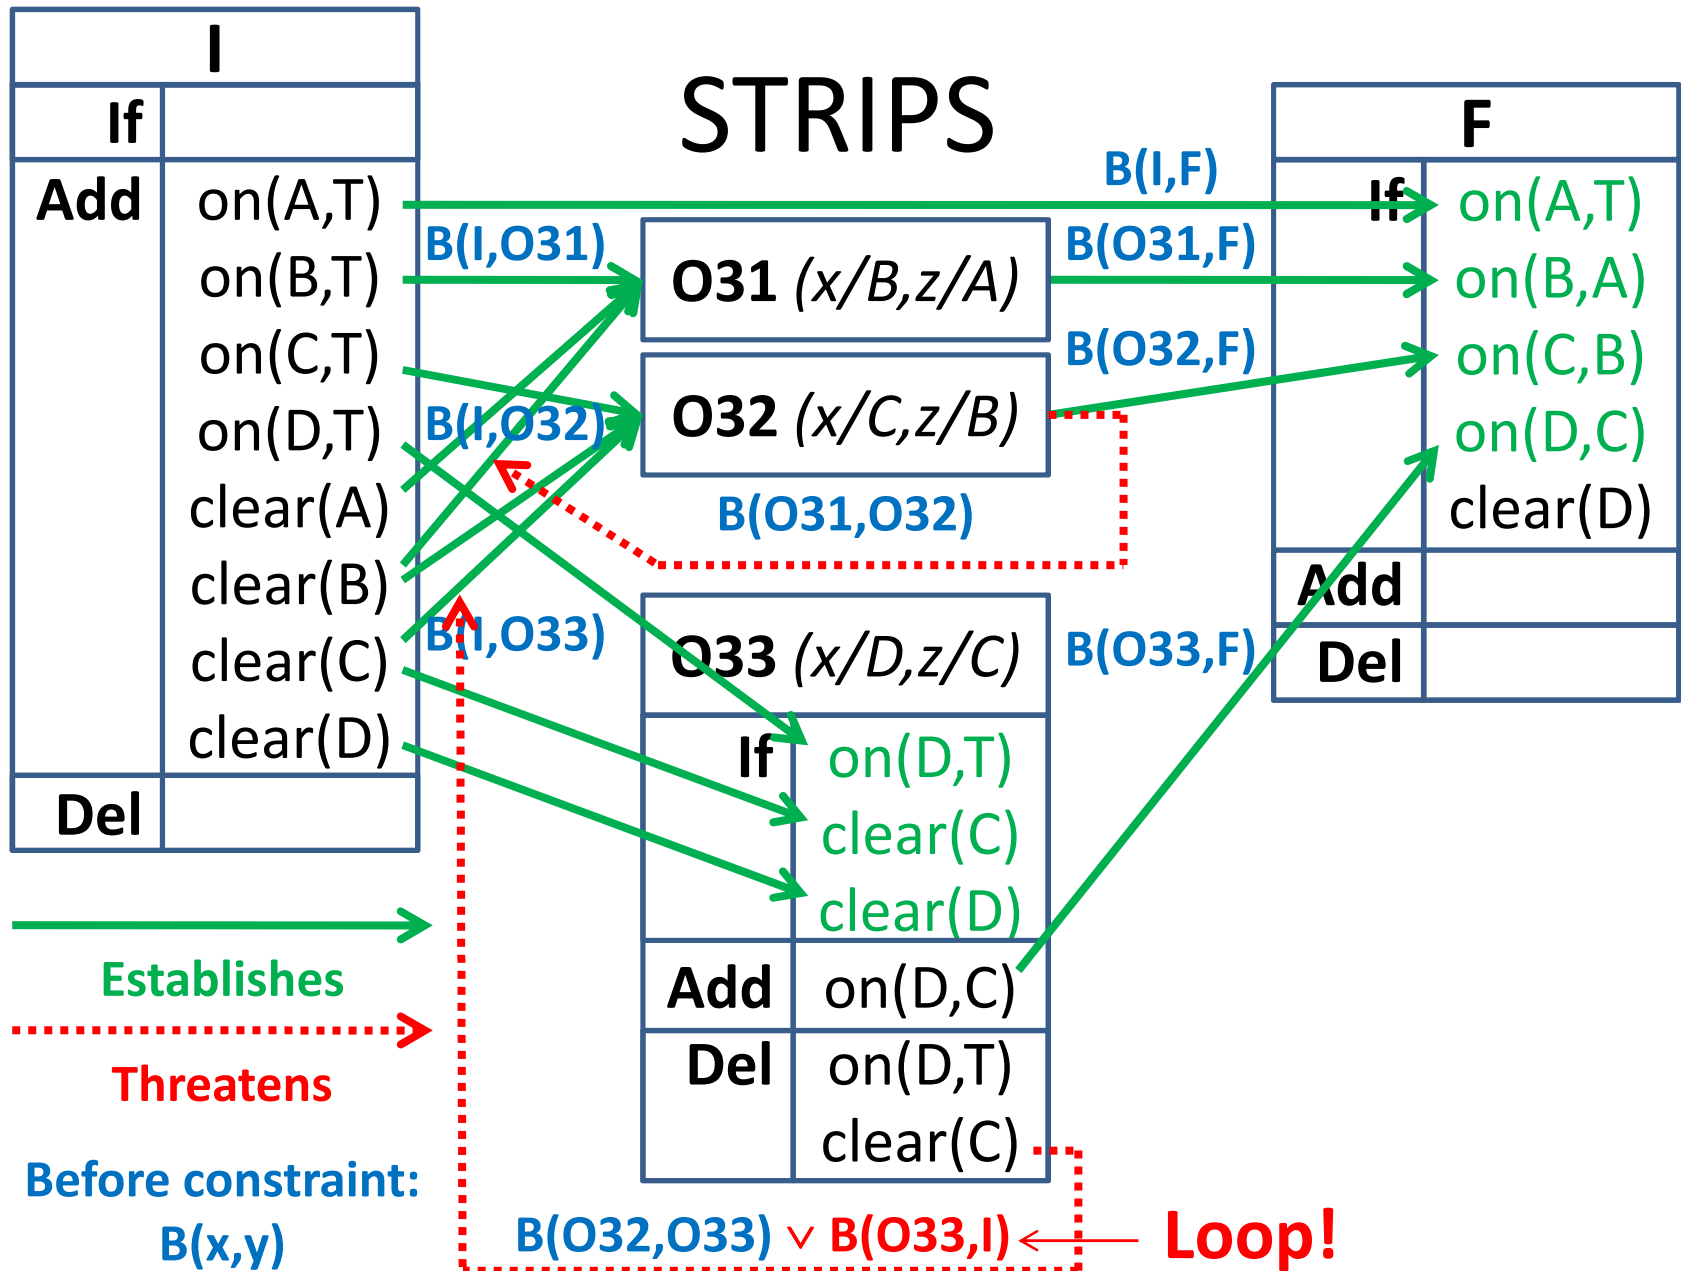 I
If
Add
on(A,T)
on(B,T)
on(C,T)
on(D,T)
clear(A)
clear(B)
clear(C)
clear(D)
Del
Establishes
Threatens
Before constraint:
B(x,y)
STRIPS
B(I,O31)
B(I,O32)
B(I,O33)
O31 (x/B,z/A)
O32 (x/C,z/B)
B(O31,O32)
O33 (x/D,z/C)
If
on(D,T)
clear(C)
clear(D)
Add
on(D,C)
Del
on(D,T)
clear(C)
B(O32,O33) ∨ B(O33,I)
Loop!
B(I,F)
B(O31,F)
B(O32,F)
B(O33,F)
F
If
on(A,T)
on(B,A)
on(C,B)
on(D,C)
clear(D)
Add
Del